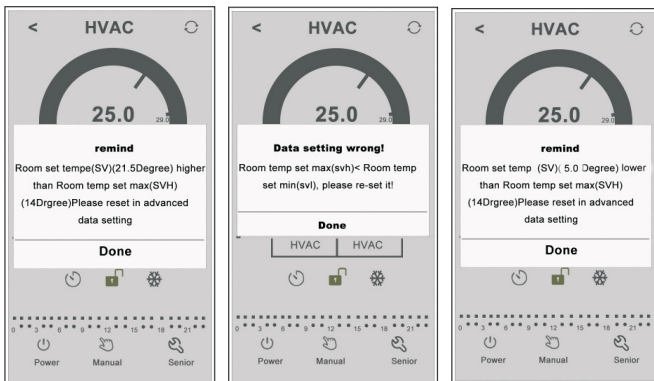 < HVAC
25.0
29.0
remind
Room set tempe(SV)(21.5Degree) higher
than Room temp set max(SVH)
(14Drgree)Please reset in advanced
data setting
Done
0 3 6 9 12 15 18 21
Power Manual Senior
< HVAC
25.0
29.0
Data setting wrong!
Room temp set max(svh)< Room temp
set min(svl), please re-set it!
Done
HVAC HVAC
0 3 6 9 12 15 18 21
Power Manual Senior
< HVAC
25.0
29.0
remind
Room set temp (SV)( 5.0 Degree) lower
than Room temp set max(SVH)
(14Drgree)Please reset in advanced
data setting
Done
0 3 6 9 12 15 18 21
Power Manual Senior